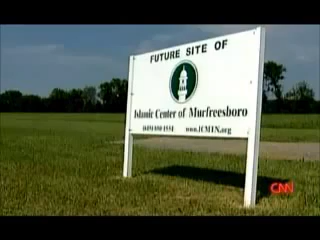 FUTURE SITE OF
Islamic Center of Murfreesboro
www.ICMTN.org
CNN